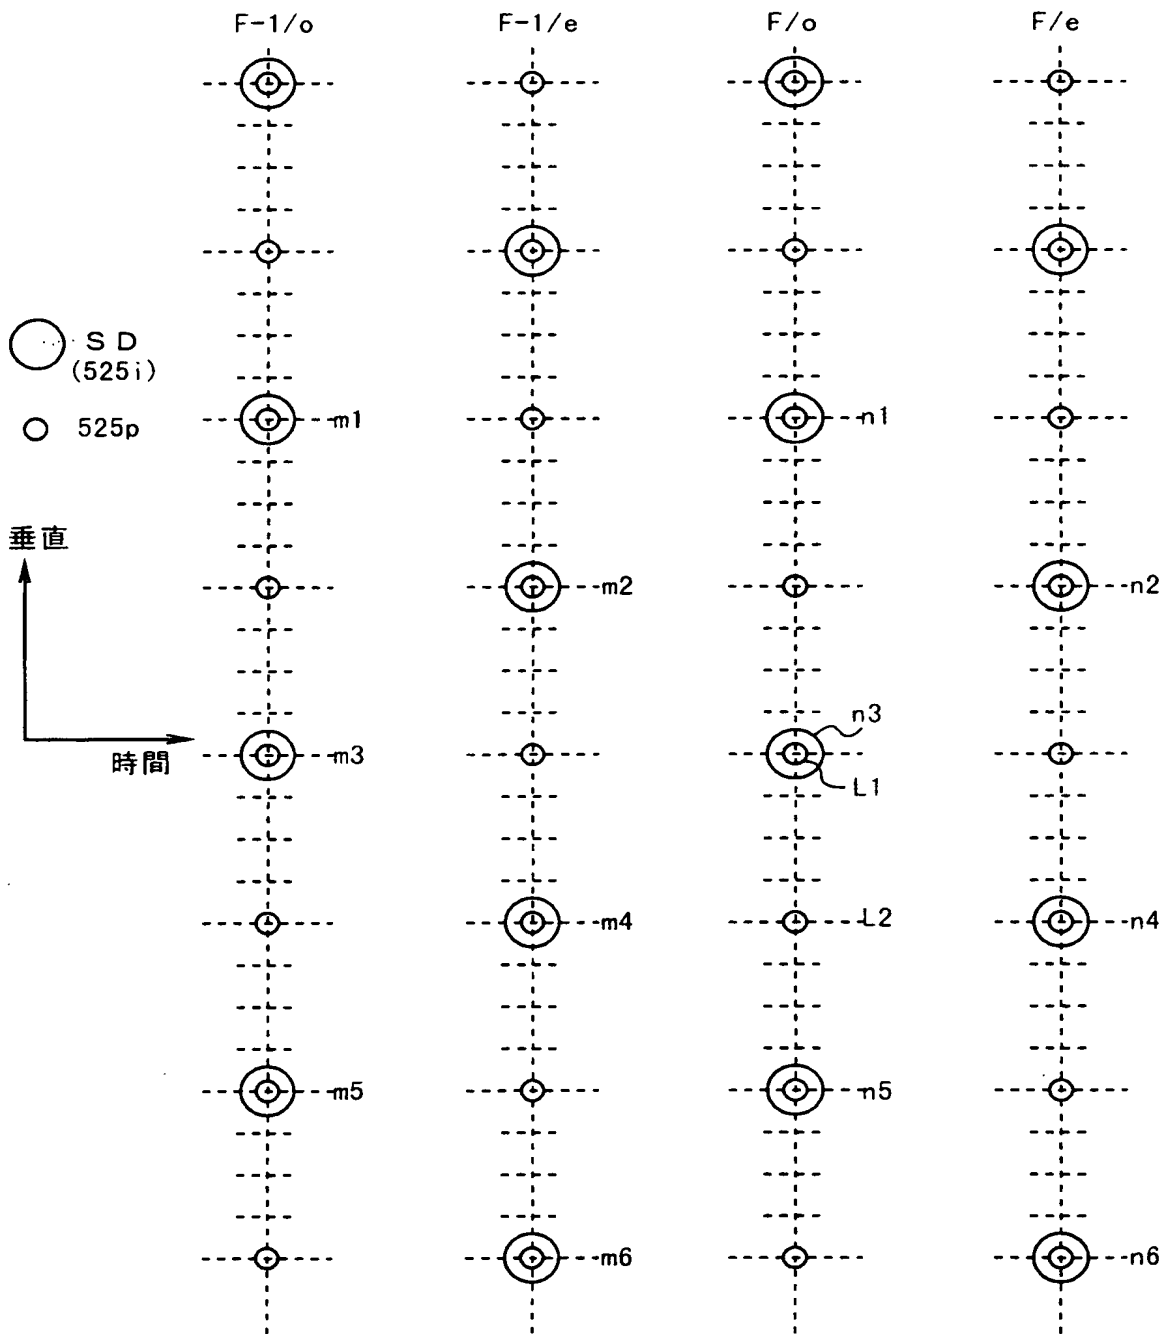 F-1/o F-1/e F/o F/e
SD
(525i)
525p
m1 n1
垂直
m2 n2
n3
時間 m3
L1
m4 L2 n4
m5 n5
m6 n6